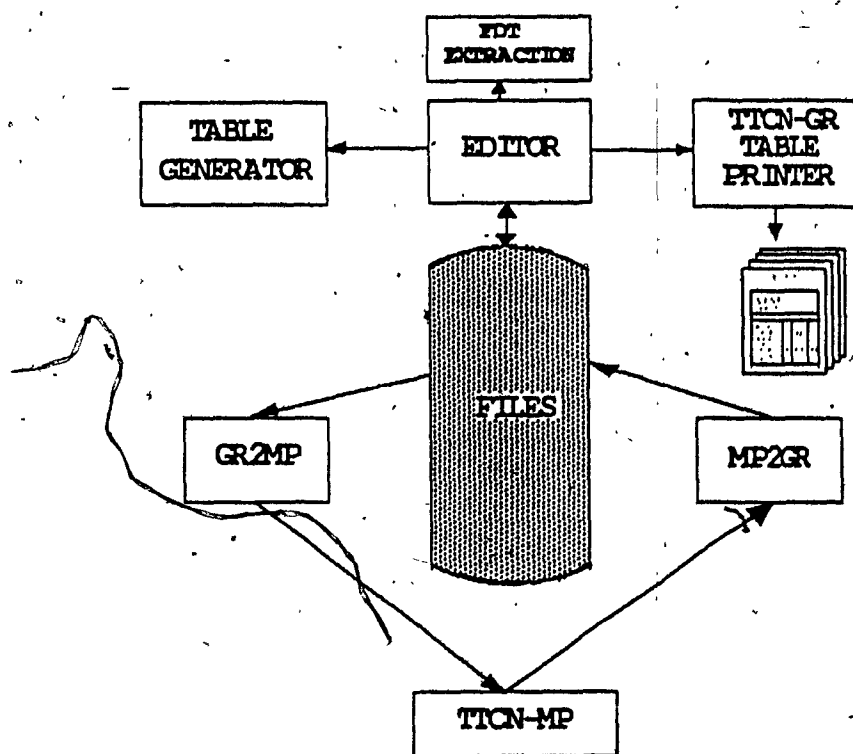 FDT
EXTRACTION
TABLE
GENERATOR
EDITOR
TTCN-GR
TABLE
PRINTER
FILES
GR2MP
MP2GR
TTCN-MP